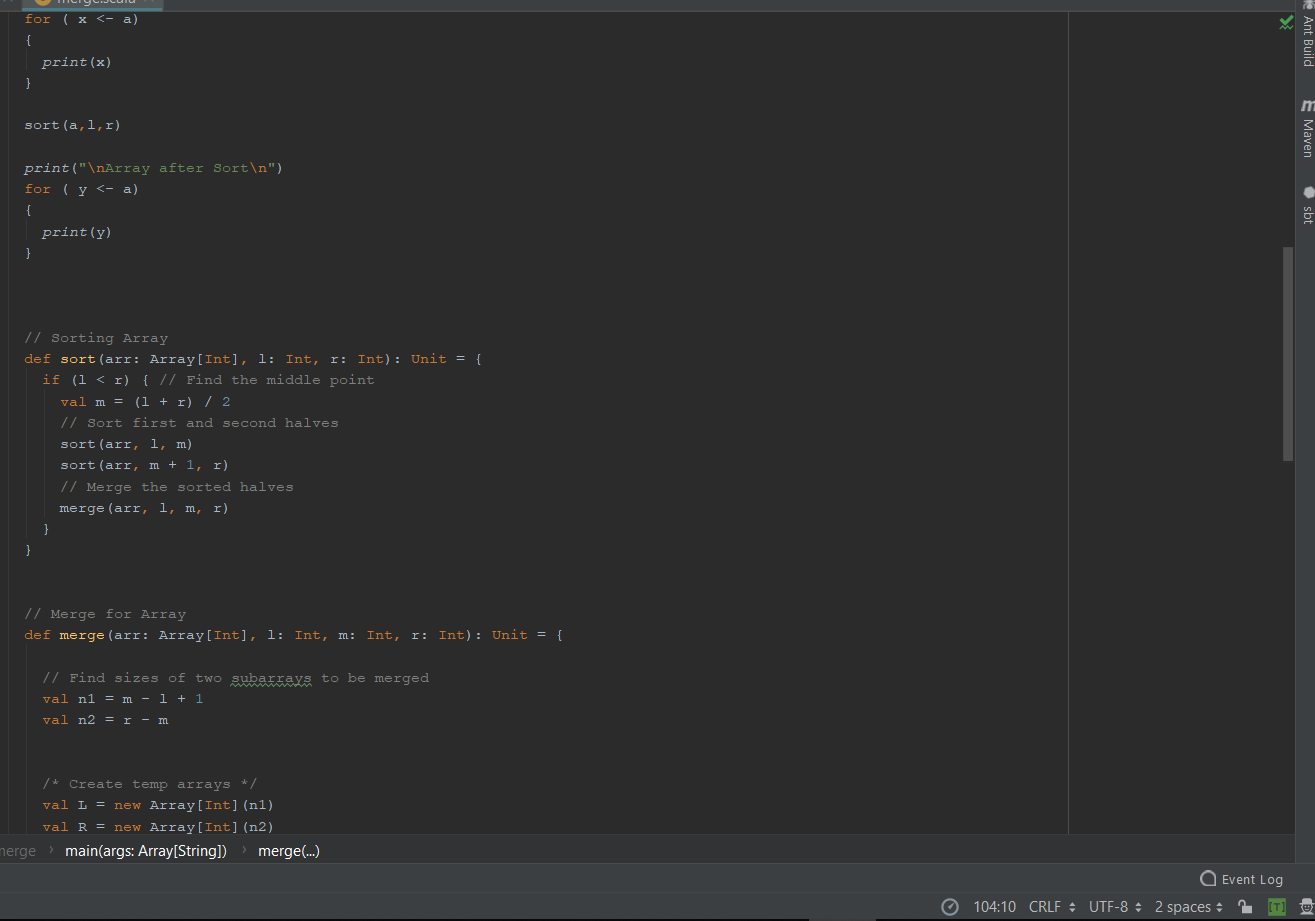 merge.scala
for ( x <- a)
{
  print(x)
}
sort(a,l,r)
print("\nArray after Sort\n")
for ( y <- a)
{
  print(y)
}
// Sorting Array
def sort(arr: Array[Int], l: Int, r: Int): Unit = {
  if (l < r) { // Find the middle point
    val m = (l + r) / 2
    // Sort first and second halves
    sort(arr, l, m)
    sort(arr, m + 1, r)
    // Merge the sorted halves
    merge(arr, l, m, r)
  }
}
// Merge for Array
def merge(arr: Array[Int], l: Int, m: Int, r: Int): Unit = {
  // Find sizes of two subarrays to be merged
  val n1 = m - l + 1
  val n2 = r - m
  /* Create temp arrays */
  val L = new Array[Int](n1)
  val R = new Array[Int](n2)
merge › main(args: Array[String]) › merge(...)
Event Log
104:10 CRLF UTF-8 2 spaces [T]
Ant Build
m Maven
sbt